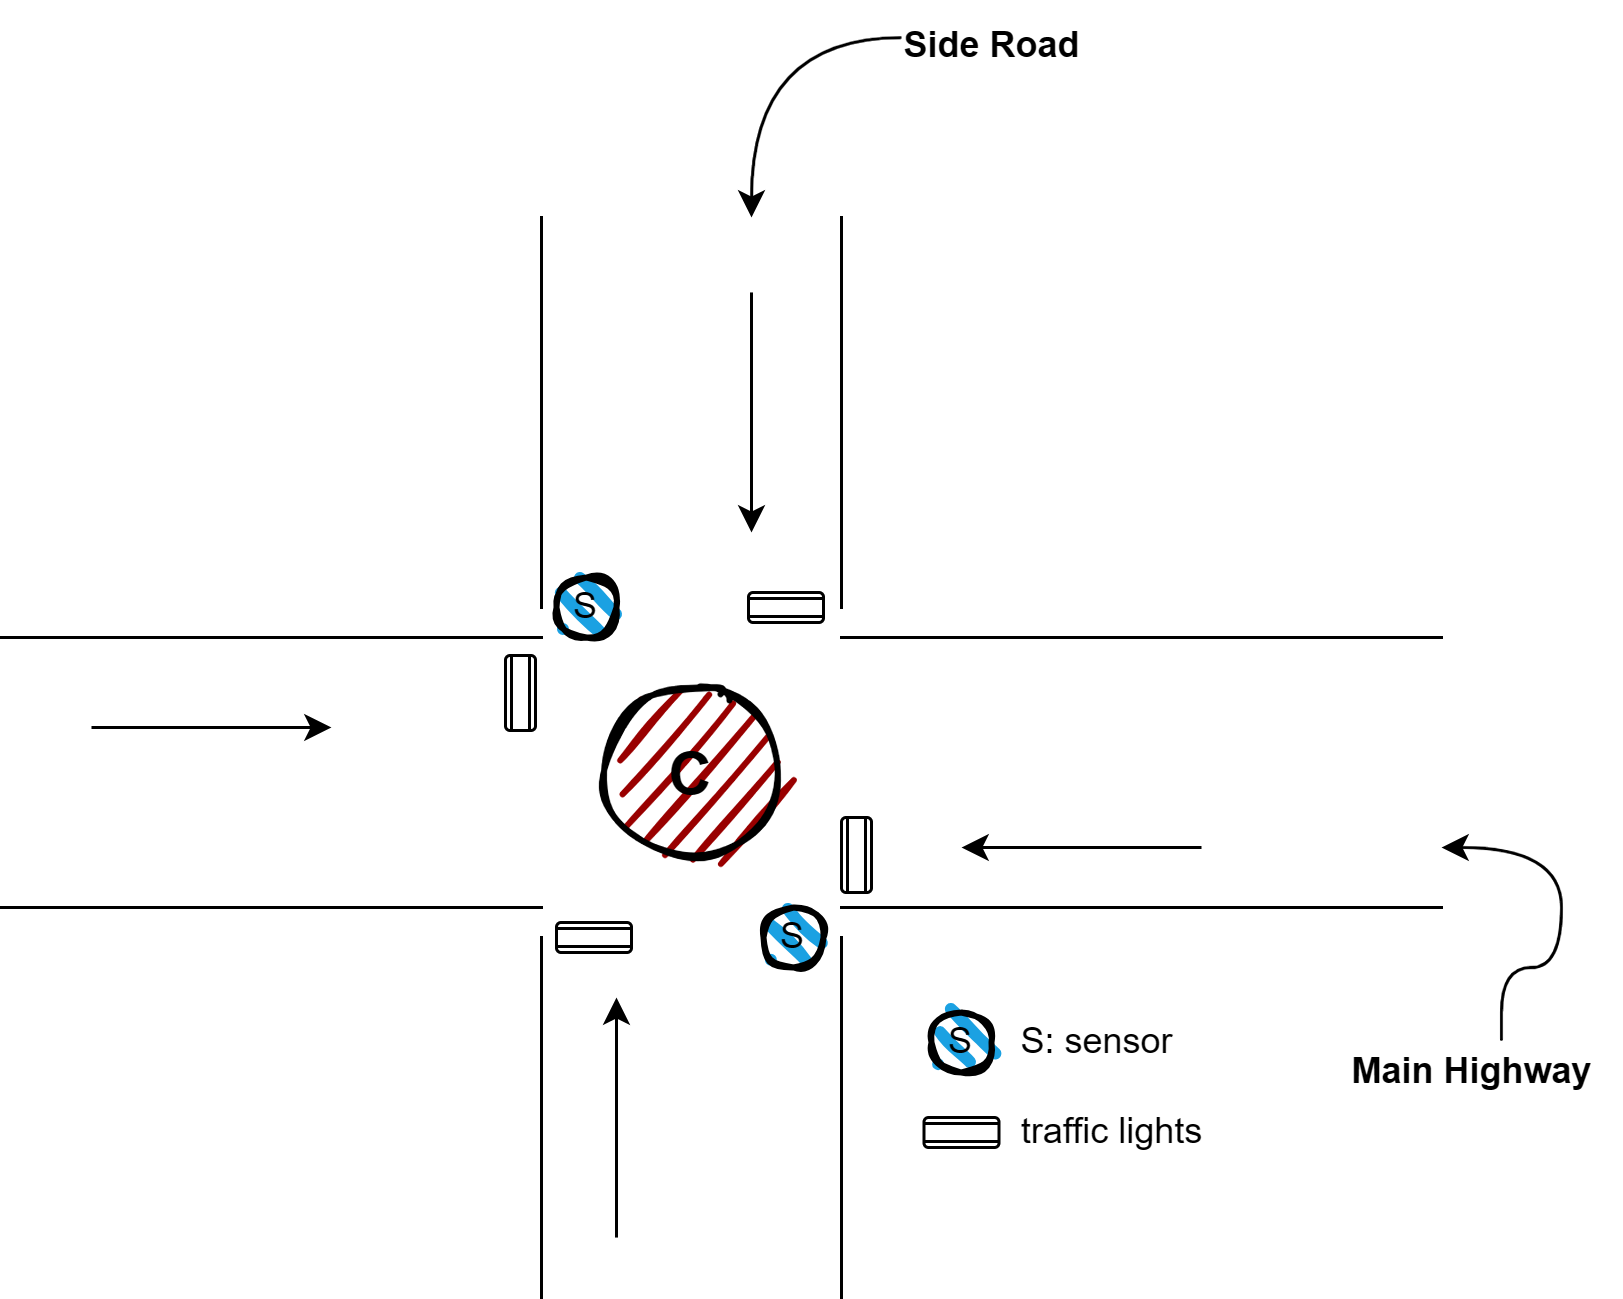 Side Road
S
C
S
S
S: sensor
Main Highway
traffic lights